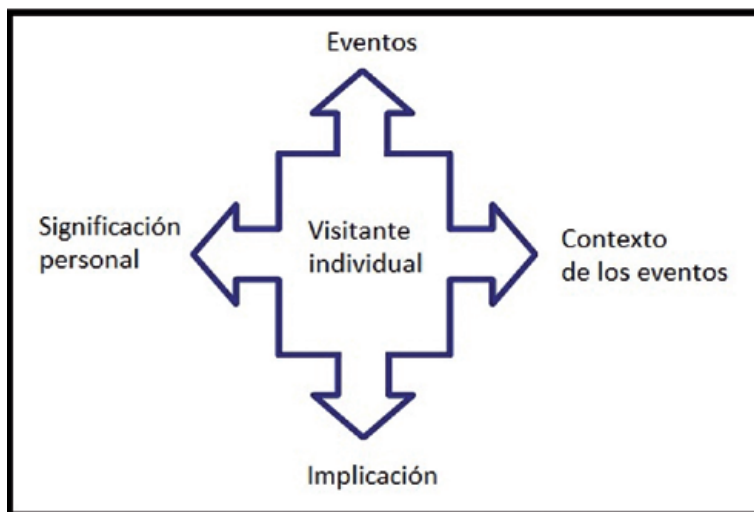 Eventos
Significación
personal
Visitante
individual
Contexto
de los eventos
Implicación